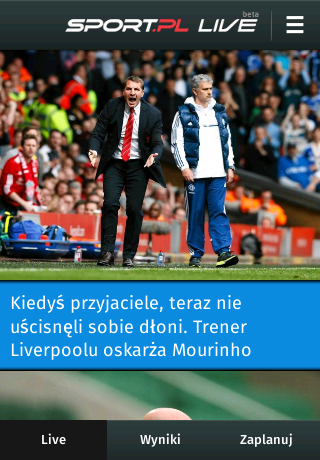 SPORT.PL LIVE beta
Kiedyś przyjaciele, teraz nie
uścisnęli sobie dłoni. Trener
Liverpoolu oskarża Mourinho
Live Wyniki Zaplanuj